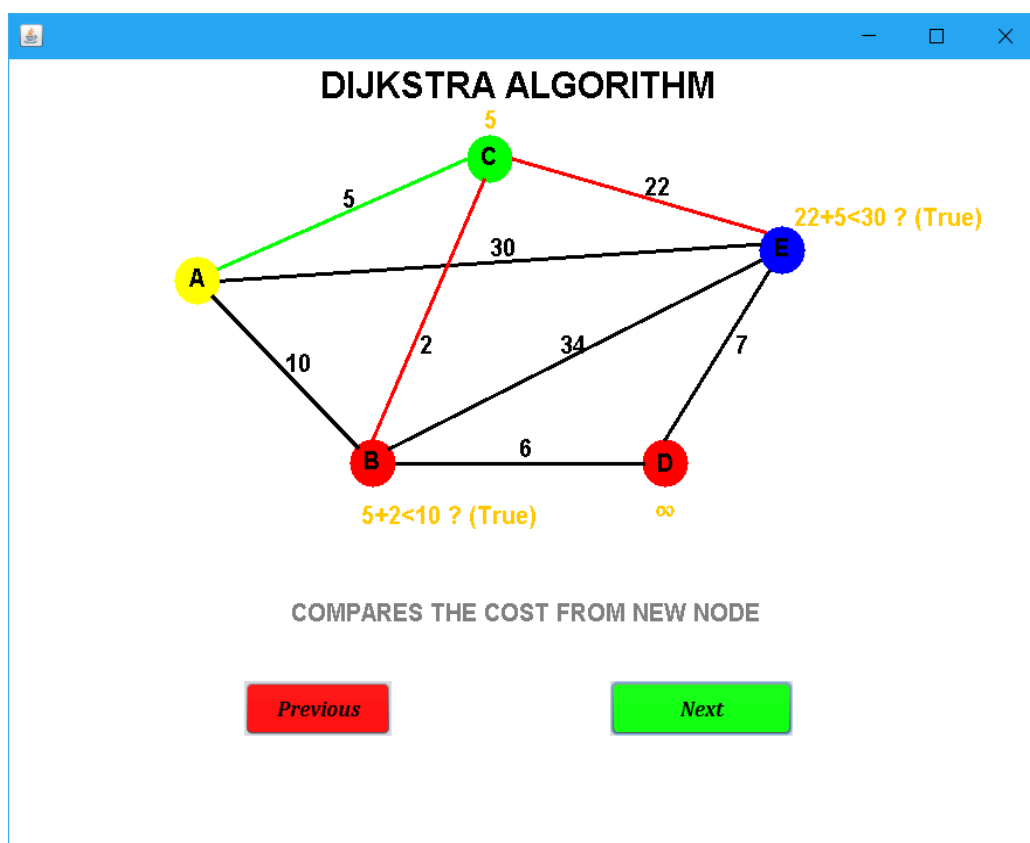 DIJKSTRA ALGORITHM
5
C
5
22
22+5<30 ? (True)
30
E
A
10
2
34
7
6
B
D
5+2<10 ? (True)
∞
COMPARES THE COST FROM NEW NODE
Previous
Next